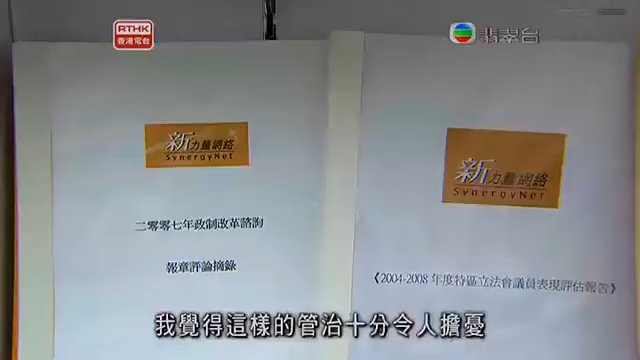 RTHK
香港電台
翡翠台
新力量網絡
SynergyNet
二零零七年政制改革諮詢
報章評論摘錄
新力量網絡
SynergyNet
《2004-2008 年度特區立法會議員表現評估報告》
我覺得這樣的管治十分令人擔憂